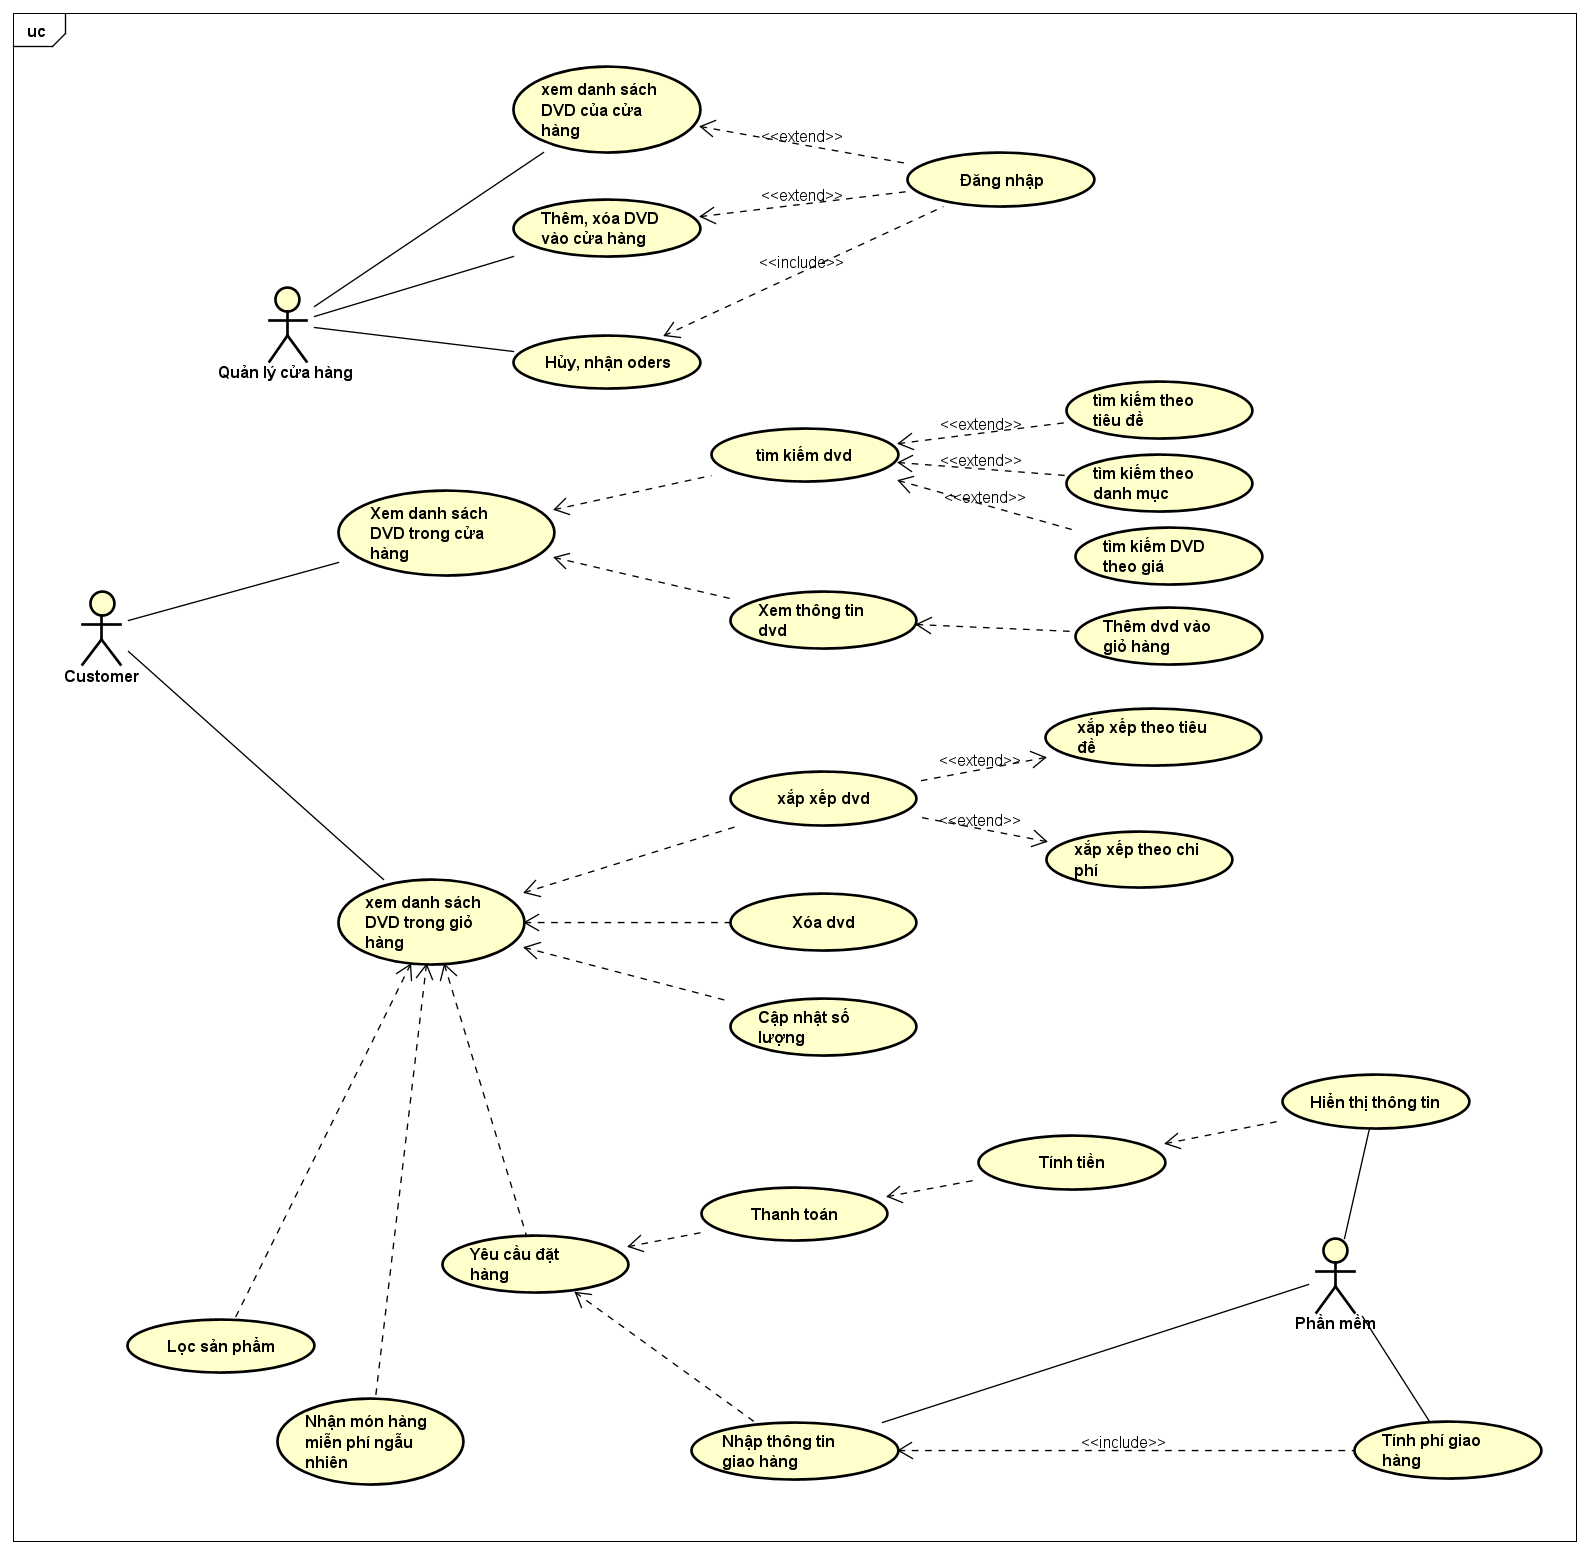 uc
xem danh sách
DVD của cửa
hàng
<<extend>>
Đăng nhập
<<extend>>
Thêm, xóa DVD
vào cửa hàng
<<include>>
Hủy, nhận oders
Quản lý cửa hàng
tìm kiếm theo
tiêu đề
<<extend>>
tìm kiếm dvd
<<extend>>
tìm kiếm theo
danh mục
<<extend>>
Xem danh sách
DVD trong cửa
hàng
tìm kiếm DVD
theo giá
Xem thông tin
dvd
Thêm dvd vào
giỏ hàng
Customer
xắp xếp theo tiêu
đề
<<extend>>
xắp xếp dvd
<<extend>>
xắp xếp theo chi
phí
xem danh sách
DVD trong giỏ
hàng
Xóa dvd
Cập nhật số
lượng
Hiển thị thông tin
Tính tiền
Thanh toán
Yêu cầu đặt
hàng
Phần mềm
Lọc sản phẩm
Nhận món hàng
miễn phí ngẫu
nhiên
Nhập thông tin
giao hàng
<<include>>
Tính phí giao
hàng